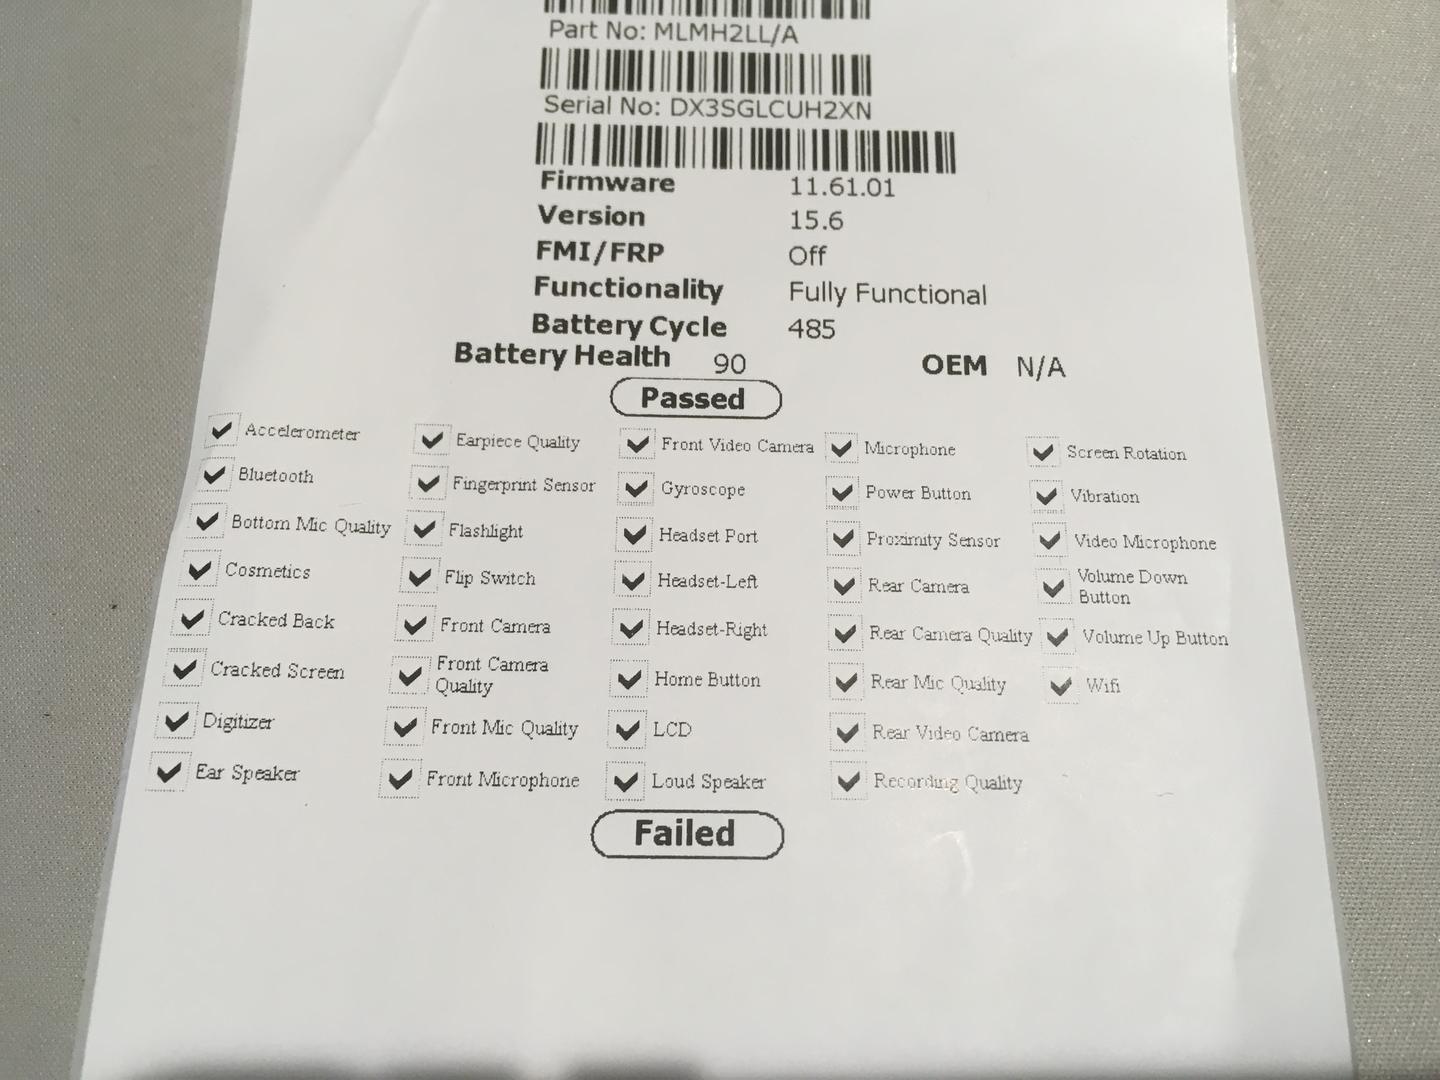 Part No: MLMH2LL/A
Serial No: DX3SGLCUH2XN
Firmware 11.61.01
Version 15.6
FMI/FRP Off
Functionality Fully Functional
Battery Cycle 485
Battery Health 90 OEM N/A
Passed
Accelerometer Earpiece Quality Front Video Camera Microphone Screen Rotation
Bluetooth Fingerprint Sensor Gyroscope Power Button Vibration
Bottom Mic Quality Flashlight Headset Port Proximity Sensor Video Microphone
Cosmetics Flip Switch Headset-Left Rear Camera Volume Down
Button
Cracked Back Front Camera Headset-Right Rear Camera Quality Volume Up Button
Cracked Screen Front Camera
Quality Home Button Rear Mic Quality Wifi
Digitizer Front Mic Quality LCD Rear Video Camera
Ear Speaker Front Microphone Loud Speaker Recording Quality
Failed